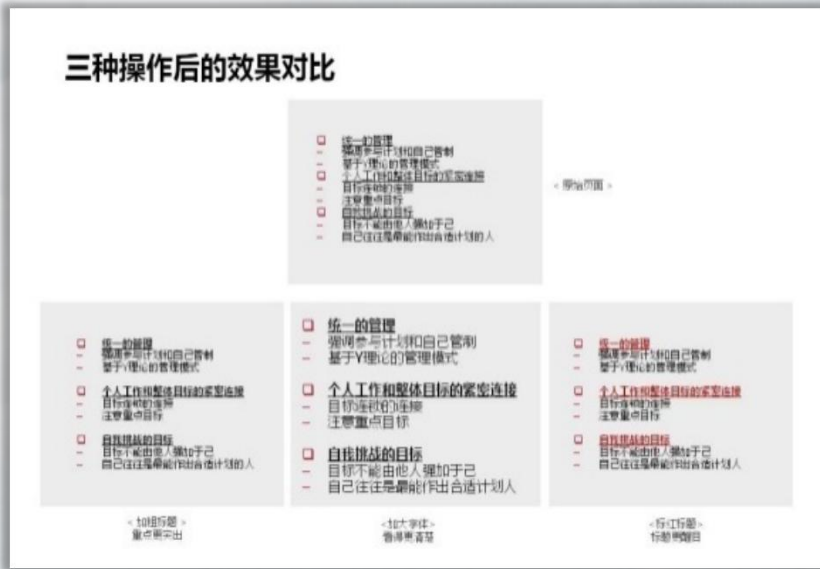 三种操作后的效果对比
统一的管理
强调参与计划和自己管制
基于Y理论的管理模式
个人工作和整体目标的紧密连接
目标连锁的连接
注意重点目标
自我挑战的目标
目标不能由他人强加于己
自己往往是最能作出合适计划的人
<原始页面>
统一的管理
强调参与计划和自己管制
基于Y理论的管理模式
个人工作和整体目标的紧密连接
目标连锁的连接
注意重点目标
自我挑战的目标
目标不能由他人强加于己
自己往往是最能作出合适计划的人
<加粗标题>
重点更突出
统一的管理
强调参与计划和自己管制
基于Y理论的管理模式
个人工作和整体目标的紧密连接
目标连锁的连接
注意重点目标
自我挑战的目标
目标不能由他人强加于己
自己往往是最能作出合适计划人
<加大字体>
看得更清楚
统一的管理
强调参与计划和自己管制
基于Y理论的管理模式
个人工作和整体目标的紧密连接
目标连锁的连接
注意重点目标
自我挑战的目标
目标不能由他人强加于己
自己往往是最能作出合适计划的人
<标红标题>
标题更醒目